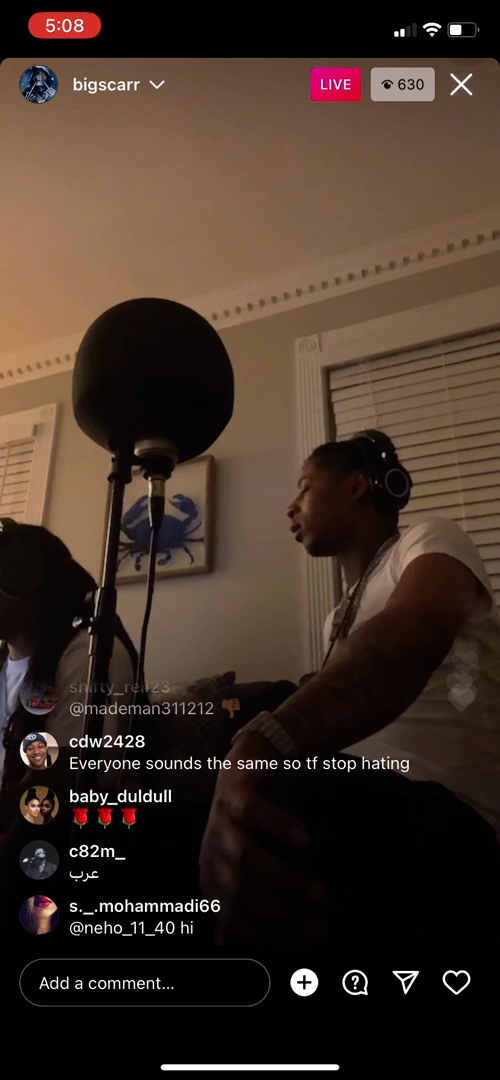 5:08
bigscarr
LIVE
630
shifty_rell23
@mademan311212 👎🏾
cdw2428
Everyone sounds the same so tf stop hating
baby_duldull
🌹🌹🌹
c82m_
عرب
s._.mohammadi66
@neho_11_40 hi
Add a comment...